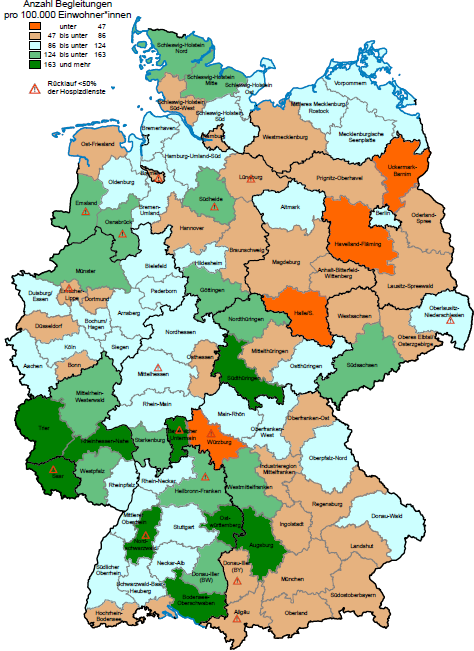 Anzahl Begleitungen
pro 100.000 Einwohner*innen
unter 47
47 bis unter 86
86 bis unter 124
124 bis unter 163
163 und mehr
Rücklauf <50%
der Hospizdienste
Schleswig-Holstein
Nord
Schleswig-Holstein
Mitte
Schleswig-Holstein
Schleswig-Holstein
Süd-West
Schleswig-Holstein
Süd
Vorpommern
Mittleres Mecklenburg/
Rostock
Mecklenburgische
Seenplatte
Westmecklenburg
Bremerhaven
Hamburg
Ost-Friesland
Hamburg-Umland-Süd
Uckermark-
Barnim
Oldenburg
Lüneburg
Prignitz-Oberhavel
Emsland
Bremen-
Umland
Südheide
Altmark
Berlin
Oderland-
Spree
Osnabrück
Hannover
Havelland-Fläming
Braunschweig
Magdeburg
Münster
Bielefeld
Hildesheim
Anhalt-Bitterfeld-
Wittenberg
Lausitz-Spreewald
Duisburg/
Essen
Emscher-
Lippe
Dortmund
Paderborn
Göttingen
Halle/S.
Oberlausitz-
Niederschlesien
Düsseldorf
Bochum/
Hagen
Arnsberg
Nordhessen
Nordthüringen
Westsachsen
Oberes Elbtal/
Osterzgebirge
Köln
Siegen
Mittelthüringen
Aachen
Bonn
Mittelhessen
Osthessen
Südthüringen
Ostthüringen
Südsachsen
Mittelrhein-
Westerwald
Rhein-Main
Main-Rhön
Oberfranken-Ost
Trier
Rheinhessen-Nahe
Starkenburg
Bayerischer
Untermain
Würzburg
Oberfranken-
West
Oberpfalz-Nord
Saar
Westpfalz
Rheinpfalz
Rhein-Neckar
Heilbronn-Franken
Westmittelfranken
Industrieregion
Mittelfranken
Regensburg
Mittlerer
Oberrhein
Nord-
schwarzwald
Stuttgart
Ost-
württemberg
Ingolstadt
Donau-Wald
Augsburg
Landshut
Südlicher
Oberrhein
Neckar-Alb
Donau-Iller
(BW)
Donau-Iller
(BY)
München
Schwarzwald-Baar-
Heuberg
Bodensee-
Oberschwaben
Südostoberbayern
Hochrhein-
Bodensee
Allgäu
Oberland